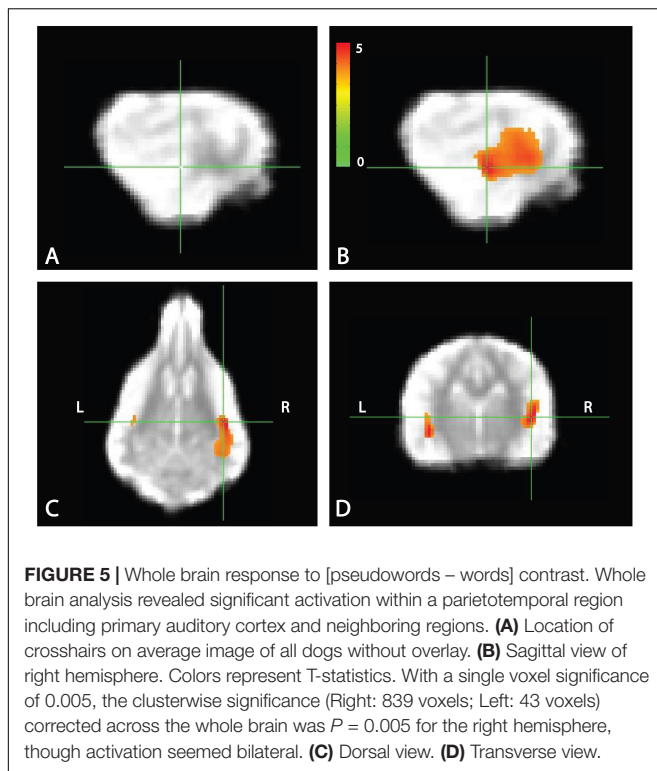 5
0
A
B
L
R
L
R
C
D
FIGURE 5 | Whole brain response to [pseudowords – words] contrast. Whole
brain analysis revealed significant activation within a parietotemporal region
including primary auditory cortex and neighboring regions. (A) Location of
crosshairs on average image of all dogs without overlay. (B) Sagittal view of
right hemisphere. Colors represent T-statistics. With a single voxel significance
of 0.005, the clusterwise significance (Right: 839 voxels; Left: 43 voxels)
corrected across the whole brain was P = 0.005 for the right hemisphere,
though activation seemed bilateral. (C) Dorsal view. (D) Transverse view.